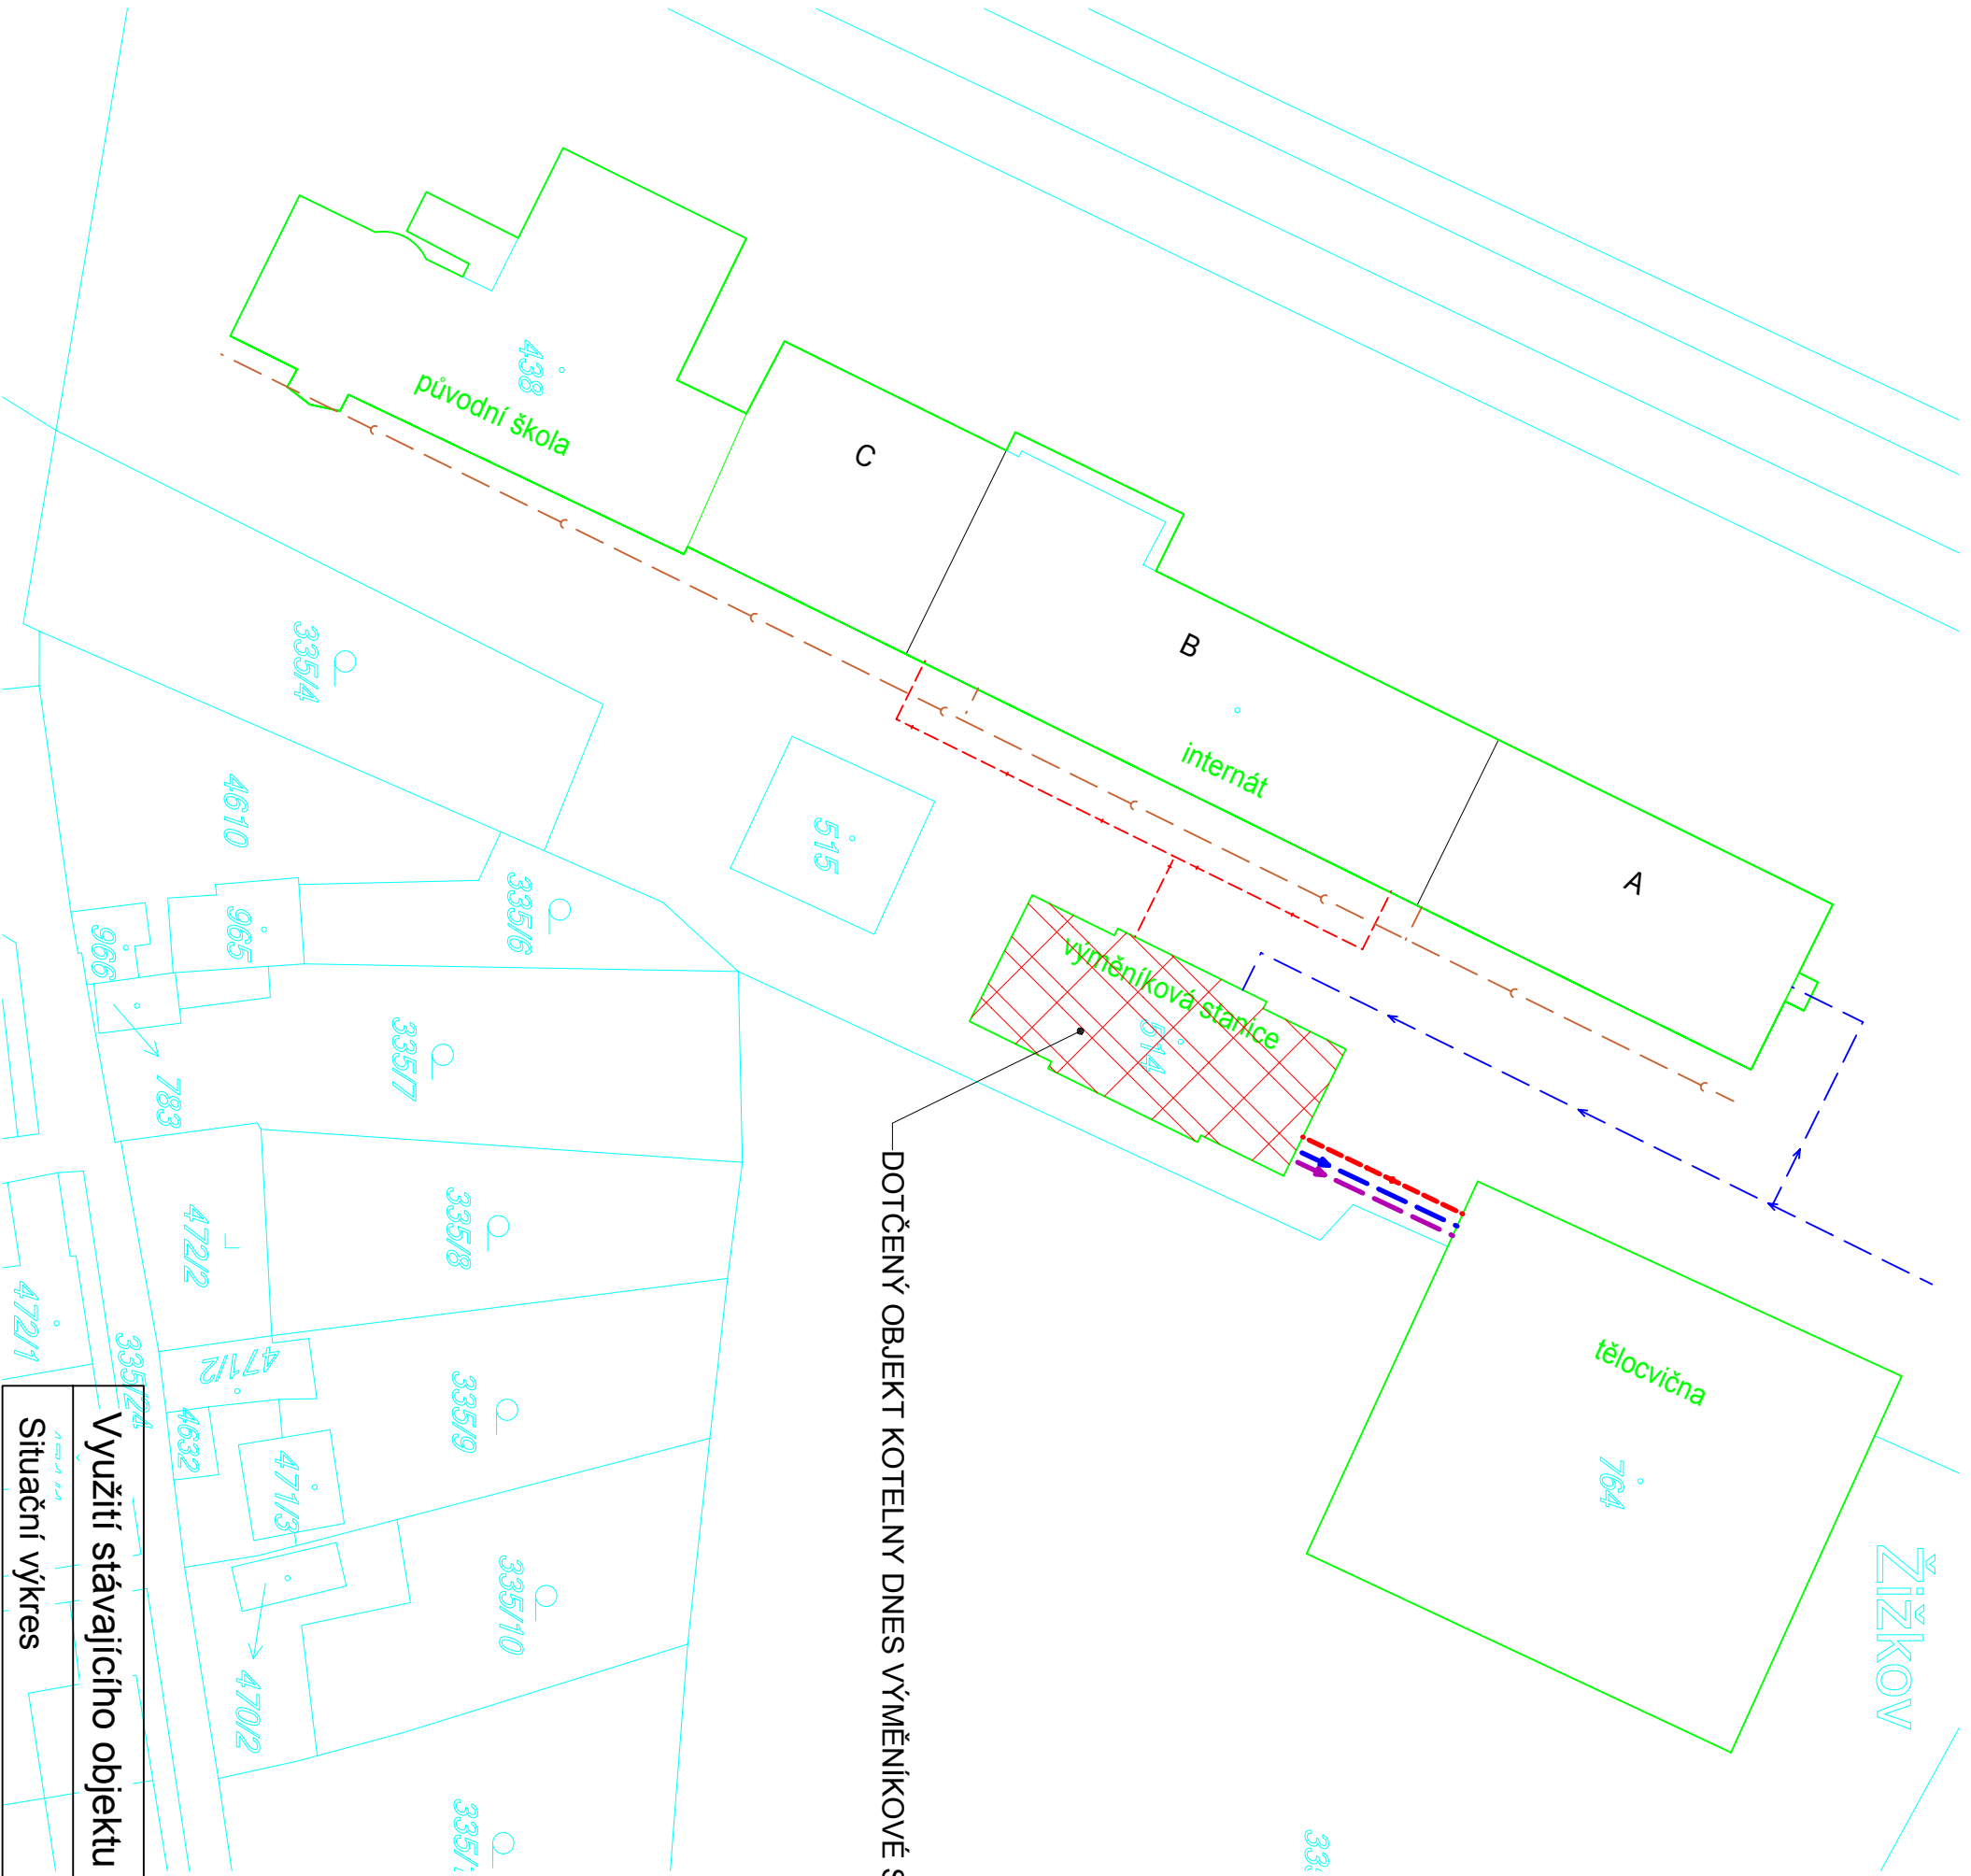 438
původní škola
C
B
internát
A
335/4
515
4610
335/6
965
966
výměníková stanice
514
335/7
783
335/8
472/2
472/1
335/24
471/2
4632
335/9
471/3
tělocvična
764
ŽIŽKOV
335/10
470/2
DOTČENÝ OBJEKT KOTELNY DNES VÝMĚNÍKOVÉ
Využití stávajícího objektu
Situační výkres